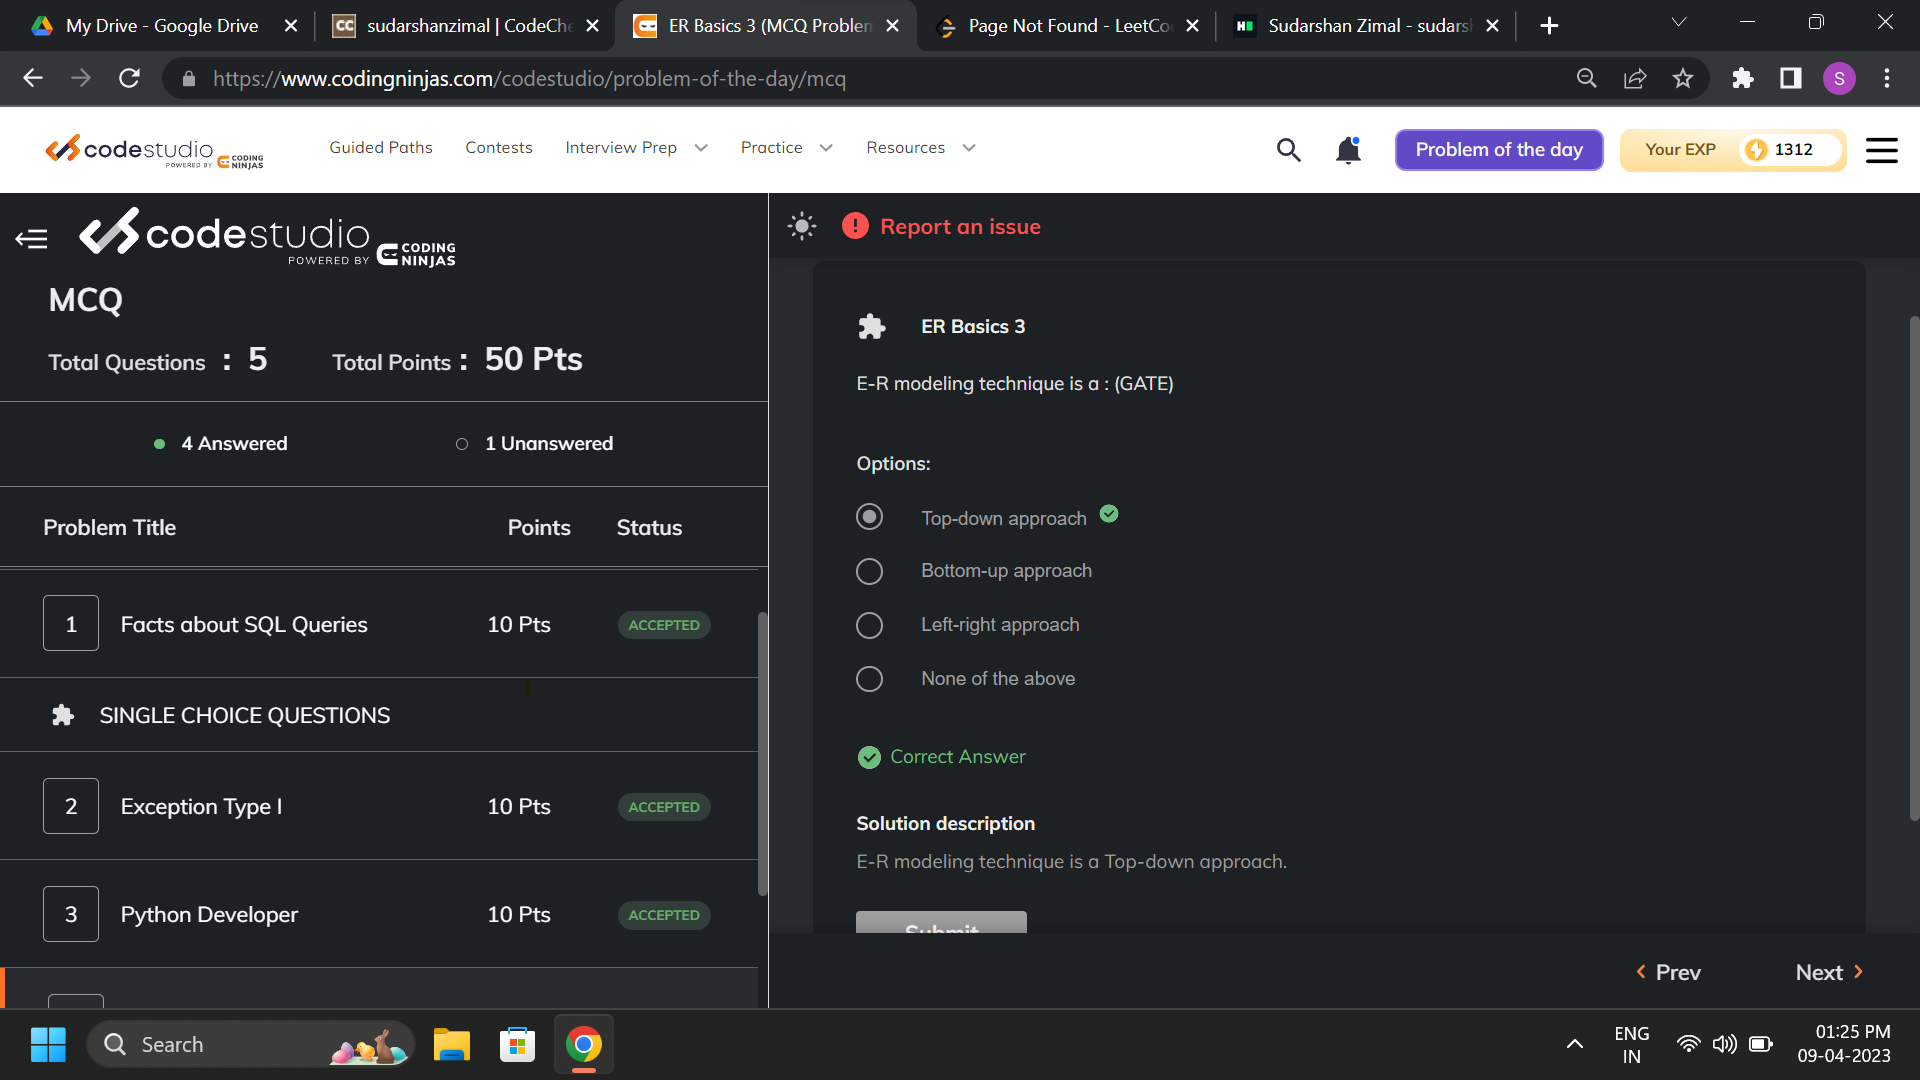 My Drive - Google Drive
sudarshanzimal | CodeChe
ER Basics 3 (MCQ Problem
Page Not Found - LeetCo
Sudarshan Zimal - sudars
https://www.codingninjas.com/codestudio/problem-of-the-day/mcq
S
codestudio
POWERED BY CODING NINJAS
Guided Paths
Contests
Interview Prep
Practice
Resources
Problem of the day
Your EXP
1312
codestudio
POWERED BY CODING NINJAS
Report an issue
MCQ
Total Questions : 5
Total Points : 50 Pts
4 Answered
1 Unanswered
Problem Title
Points
Status
1
Facts about SQL Queries
10 Pts
ACCEPTED
SINGLE CHOICE QUESTIONS
2
Exception Type I
10 Pts
ACCEPTED
3
Python Developer
10 Pts
ACCEPTED
ER Basics 3
E-R modeling technique is a : (GATE)
Options:
Top-down approach
Bottom-up approach
Left-right approach
None of the above
Correct Answer
Solution description
E-R modeling technique is a Top-down approach.
Submit
Prev
Next
Search
ENG
IN
01:25 PM
09-04-2023